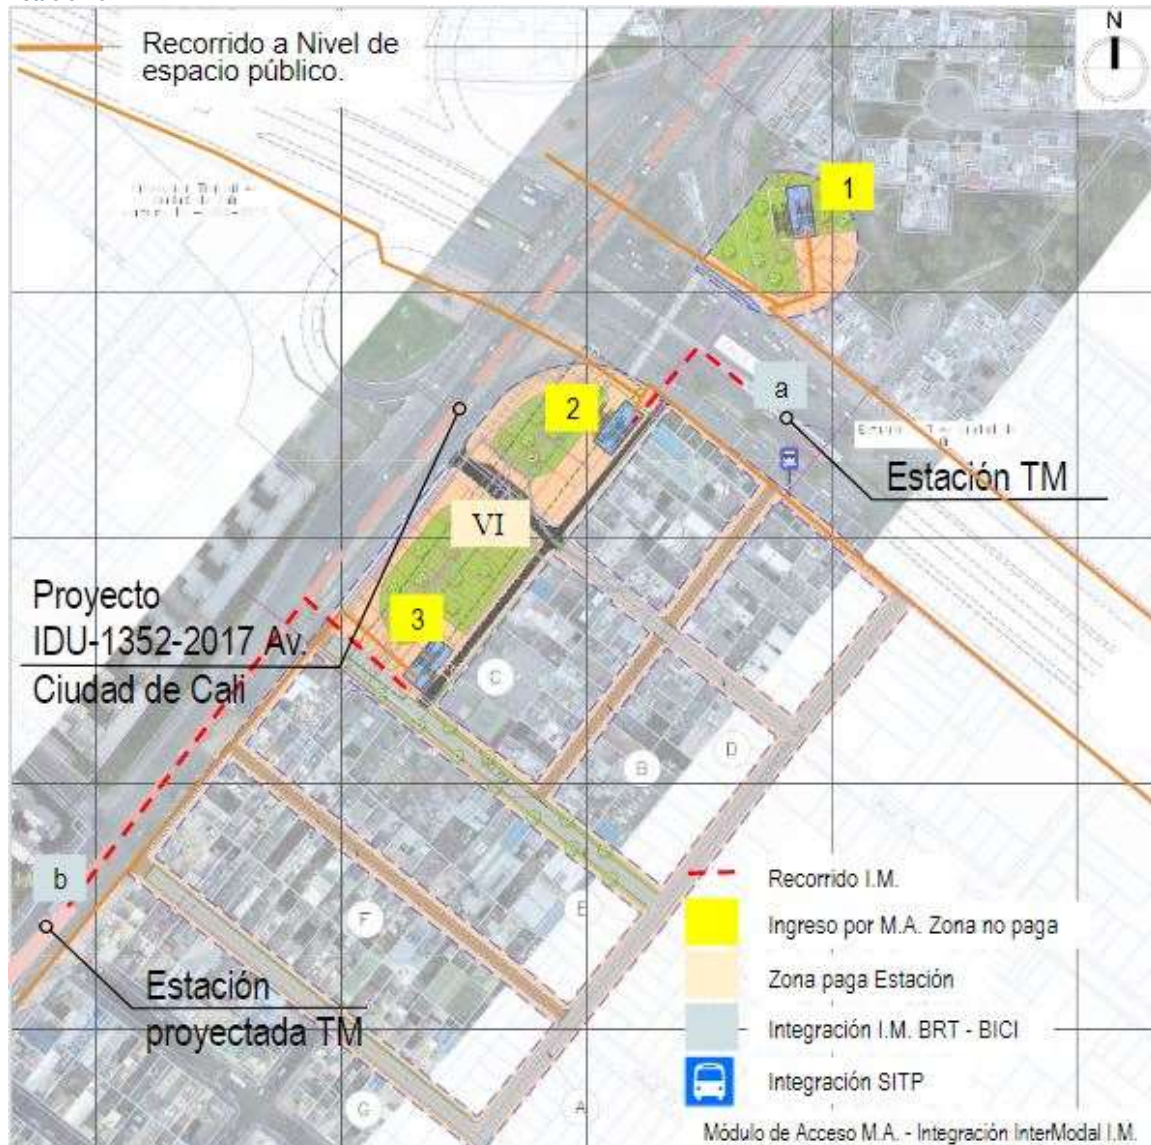 Recorrido a Nivel de
espacio público.
N
1
2
a
Estación TM
VI
3
Proyecto
IDU-1352-2017 Av.
Ciudad de Cali
C
B
D
b
F
E
Estación
proyectada TM
G
A
Recorrido I.M.
Ingreso por M.A. Zona no paga
Zona paga Estación
Integración I.M. BRT - BICI
Integración SITP
Módulo de Acceso M.A. - Integración InterModal I.M.